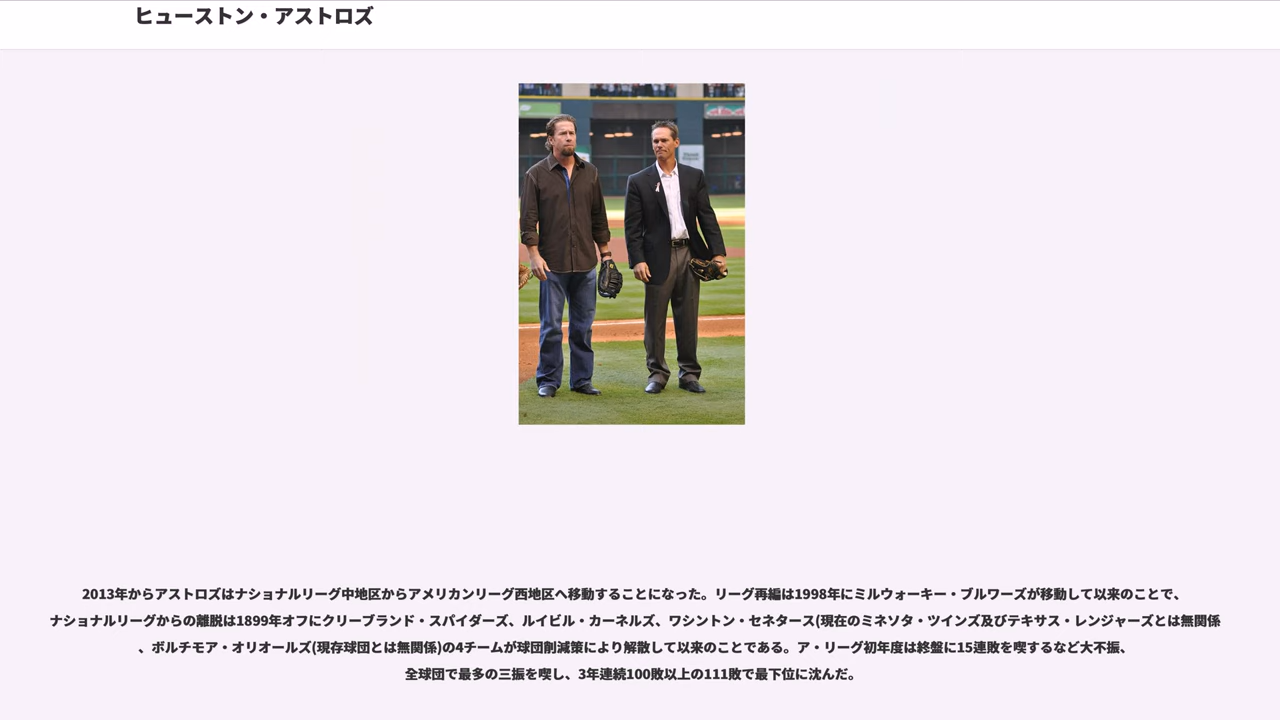 ヒューストン・アストロズ
2013年からアストロズはナショナルリーグ中地区からアメリカンリーグ西地区へ移動することになった。リーグ再編は1998年にミルウォーキー・ブルワーズが移動して以来のことで、
ナショナルリーグからの離脱は1899年オフにクリーブランド・スパイダーズ、ルイビル・カーネルズ、ワシントン・セネタース(現在のミネソタ・ツインズ及びテキサス・レンジャーズとは無関係
、ボルチモア・オリオールズ(現存球団とは無関係)の4チームが球団削減策により解散して以来のことである。ア・リーグ初年度は終盤に15連敗を喫するなど大不振、
全球団で最多の三振を喫し、3年連続100敗以上の111敗で最下位に沈んだ。